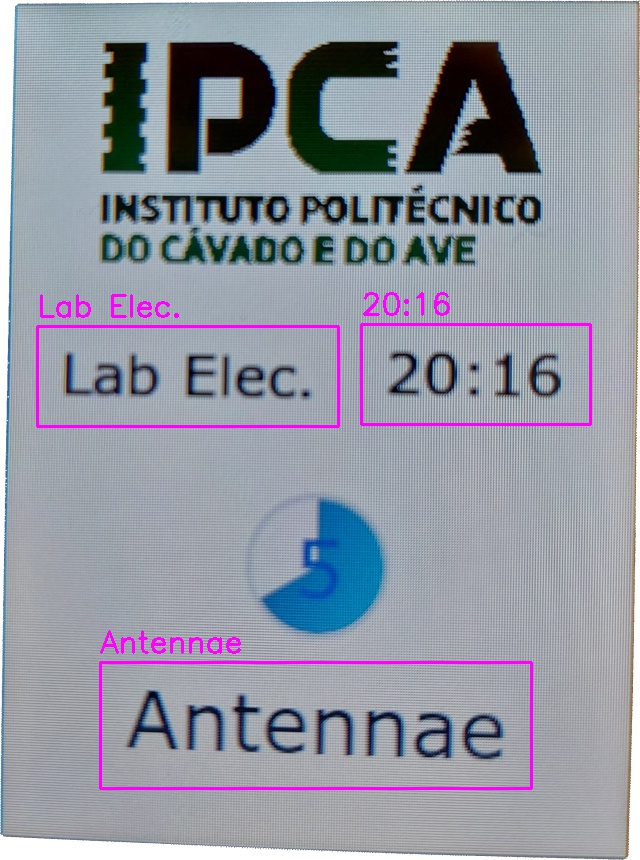 IPCA
INSTITUTO POLITÉCNICO
DO CÁVADO E DO AVE
Lab Elec. 20:16
Lab Elec. 20:16
5
Antennae
Antennae